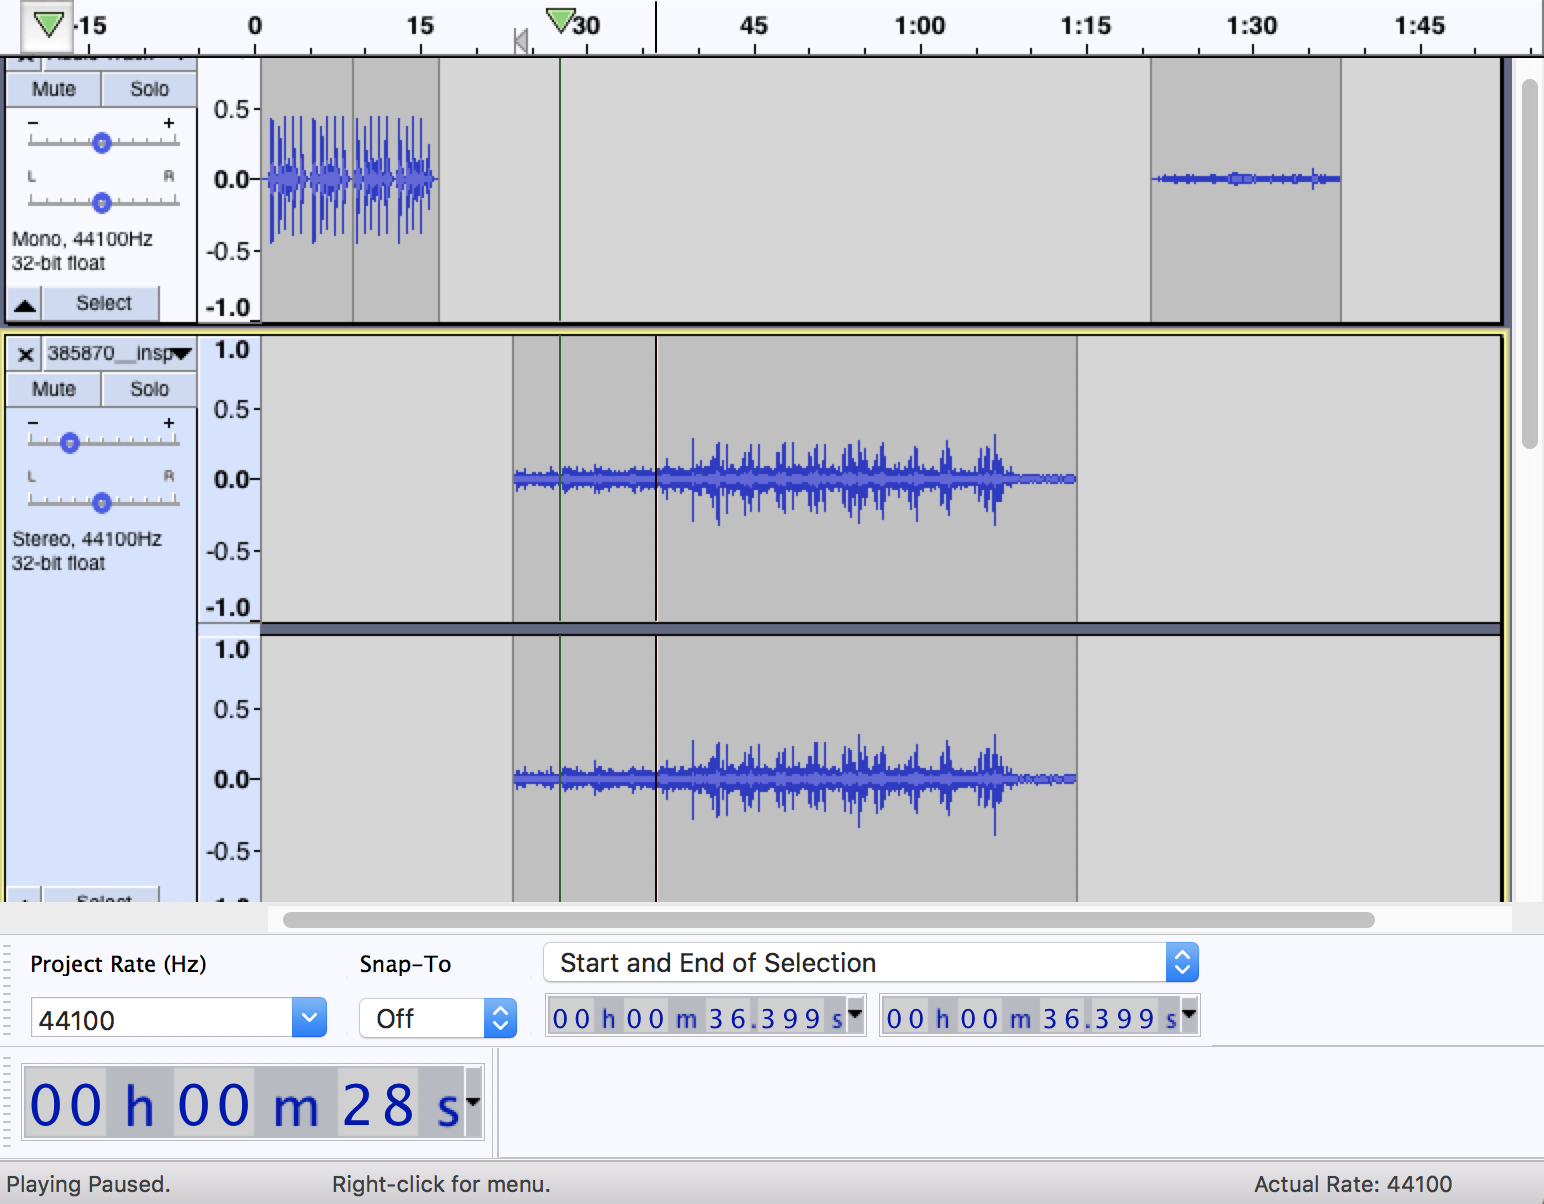 -15 0 15 30 45 1:00 1:15 1:30 1:45
Mute Solo
- +
L R
Mono, 44100Hz
32-bit float
Select
0.5
0.0
-0.5
-1.0
385870__insp
Mute Solo
- +
L R
Stereo, 44100Hz
32-bit float
Select
1.0
0.5
0.0
-0.5
-1.0
1.0
0.5
0.0
-0.5
Project Rate (Hz) Snap-To Start and End of Selection
44100 Off 00 h 00 m 36.399 s 00 h 00 m 36.399 s
00 h 00 m 28 s
Playing Paused. Right-click for menu. Actual Rate: 44100